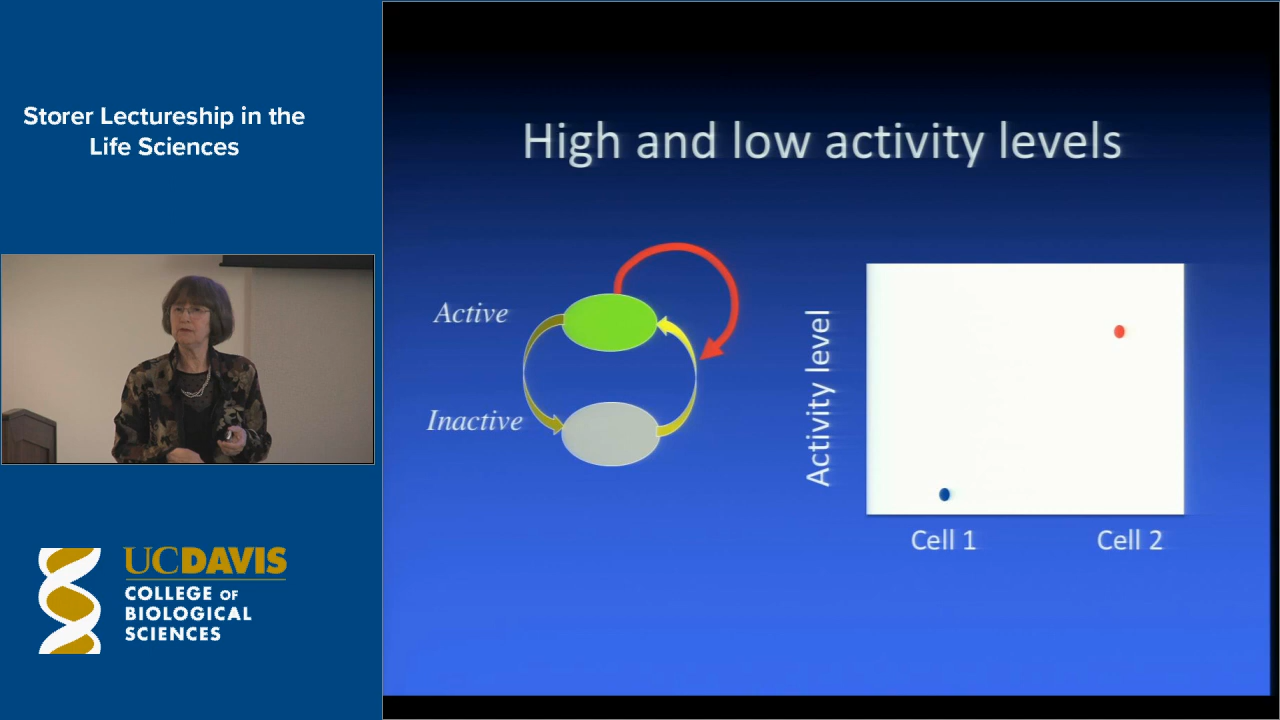 Storer Lectureship in the
Life Sciences
UCDAVIS
COLLEGE OF
BIOLOGICAL
SCIENCES
High and low activity levels
Active
Inactive
Activity level
Cell 1
Cell 2